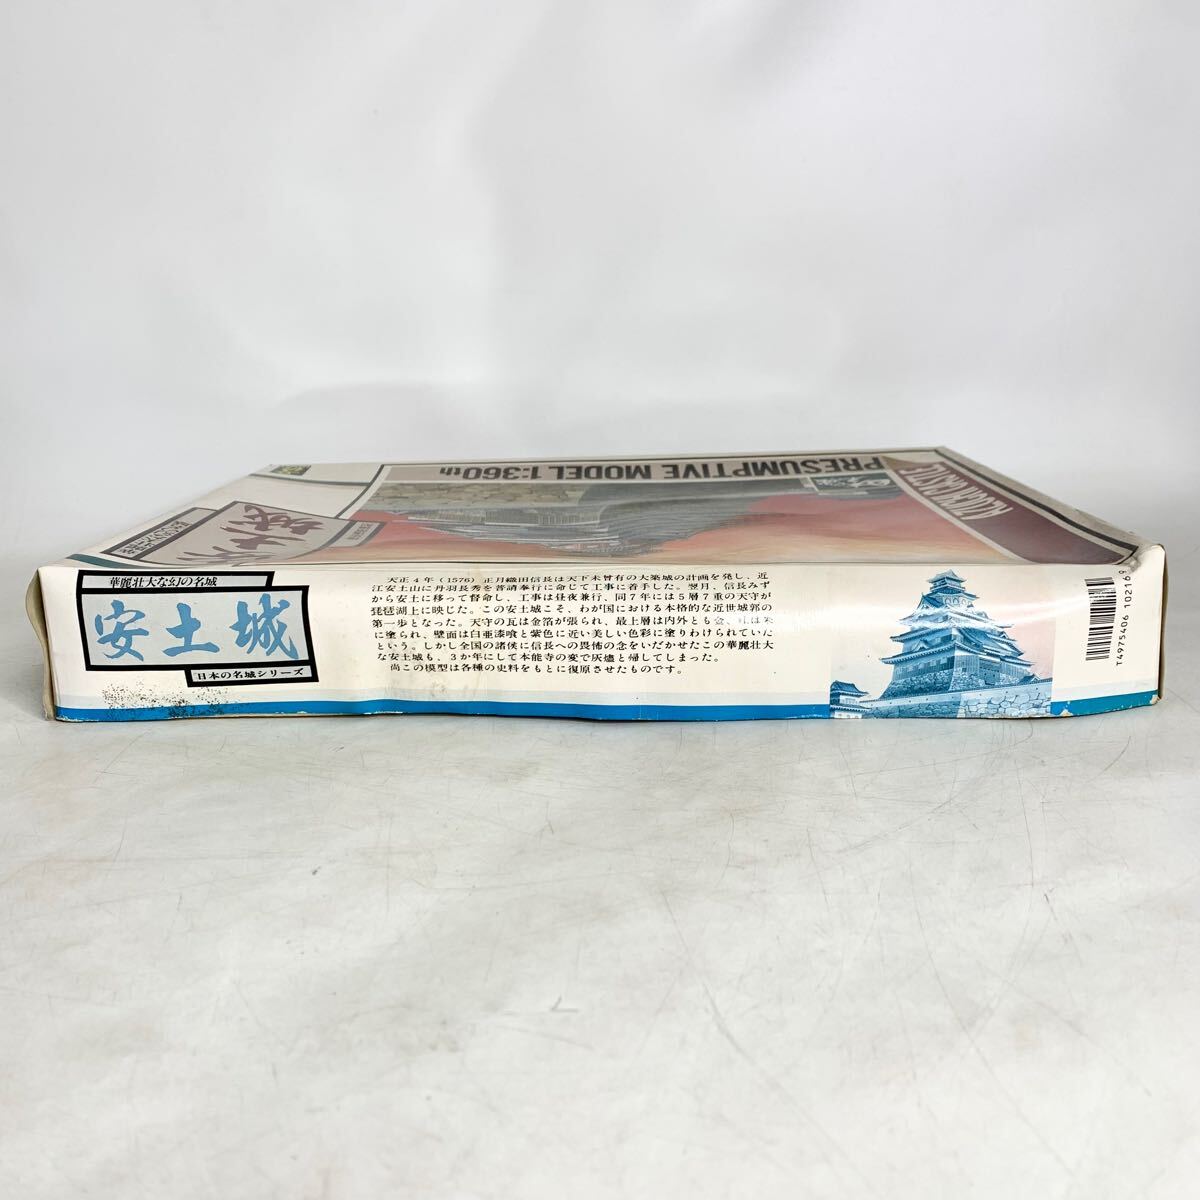 AZUCHI CASTLE
PRESUMPTIVE MODEL 1:360th
安土城
華麗壮大な幻の名城
安土城
日本の名城シリーズ
天正4年(1576)正月織田信長は天下未曾有の大築城の計画を発し、近
江安土山に丹羽長秀を普請奉行に命じて工事に着手した。翌月、信長みず
から安土に移って督命し、工事は昼夜兼行、同7年には5層7重の天守が
琵琶湖上に映じた。この安土城こそ、わが国における本格的な近世城郭の
第一歩となった。天守の瓦は金箔が張られ、最上層は内外とも金、柱は朱
に塗られ、壁面は白亜漆喰と紫色に近い美しい色彩に塗りわけられていた
という。しかし全国の諸侯に信長への畏怖の念をいだかせたこの華麗壮大
な安土城も、3か年にして本能寺の変で灰燼と帰してしまった。
尚この模型は各種の史料をもとに復原させたものです。
T4975406 102169